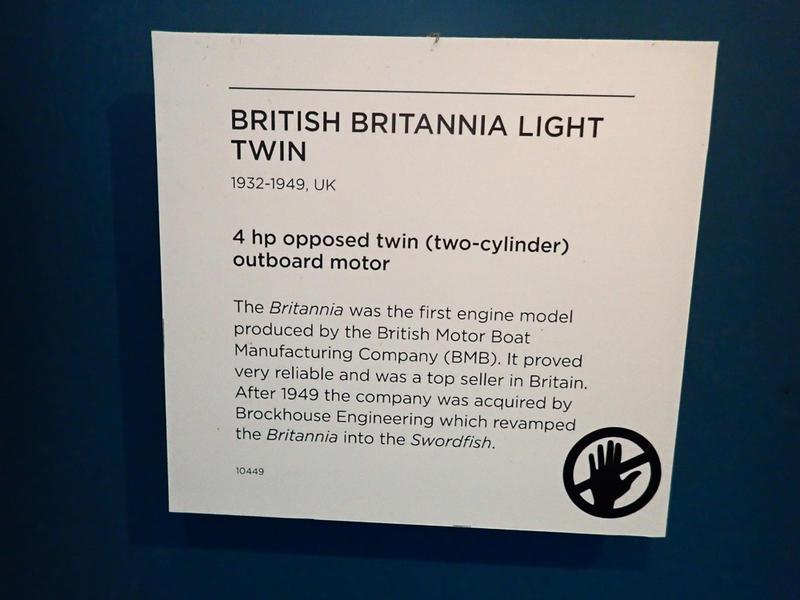 BRITISH BRITANNIA LIGHT
TWIN
1932-1949, UK
4 hp opposed twin (two-cylinder)
outboard motor
The Britannia was the first engine model
produced by the British Motor Boat
Manufacturing Company (BMB). It proved
very reliable and was a top seller in Britain.
After 1949 the company was acquired by
Brockhouse Engineering which revamped
the Britannia into the Swordfish.
10449